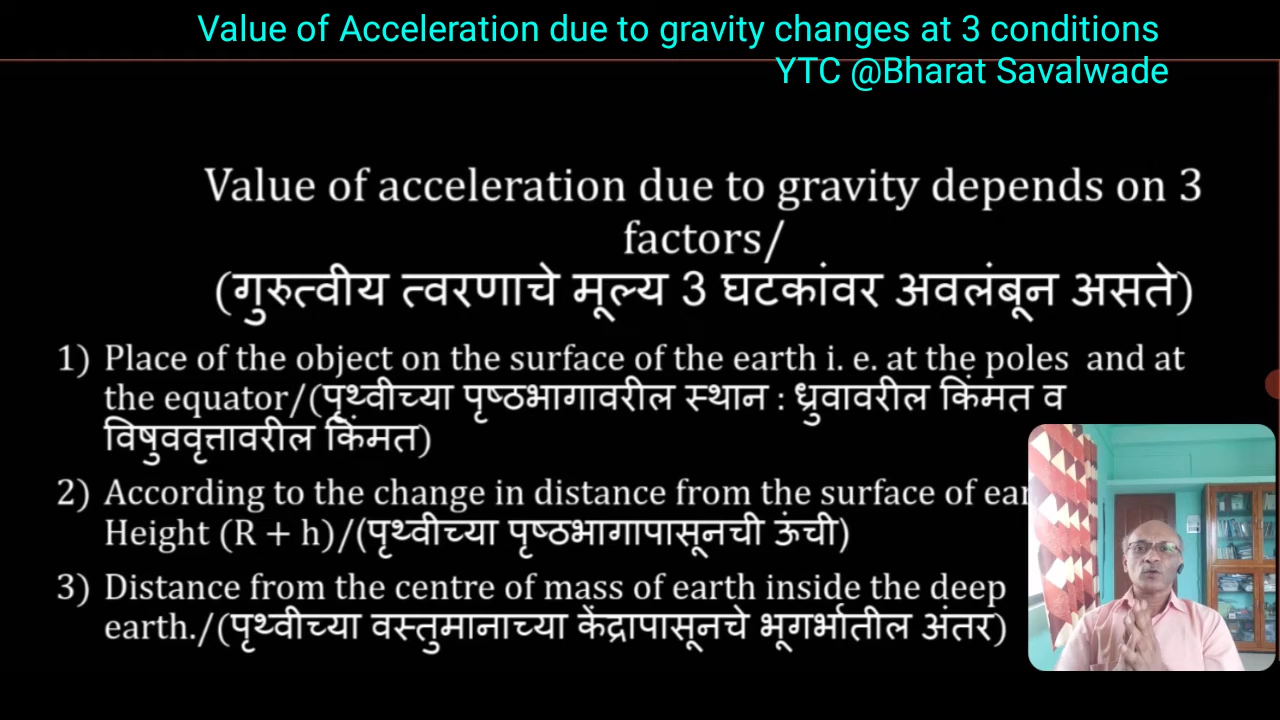 Value of Acceleration due to gravity changes at 3 conditions
YTC @Bharat Savalwade
Value of acceleration due to gravity depends on 3
factors/
(गुरुत्वीय त्वरणाचे मूल्य 3 घटकांवर अवलंबून असते)
1) Place of the object on the surface of the earth i. e. at the poles and at
the equator/(पृथ्वीच्या पृष्ठभागावरील स्थान : ध्रुवावरील किंमत व
विषुववृत्तावरील किंमत)
2) According to the change in distance from the surface of
Height (R + h)/(पृथ्वीच्या पृष्ठभागापासूनची ऊंची)
3) Distance from the centre of mass of earth inside the deep
earth./(पृथ्वीच्या वस्तुमानाच्या केंद्रापासूनचे भूगर्भातील अंतर)